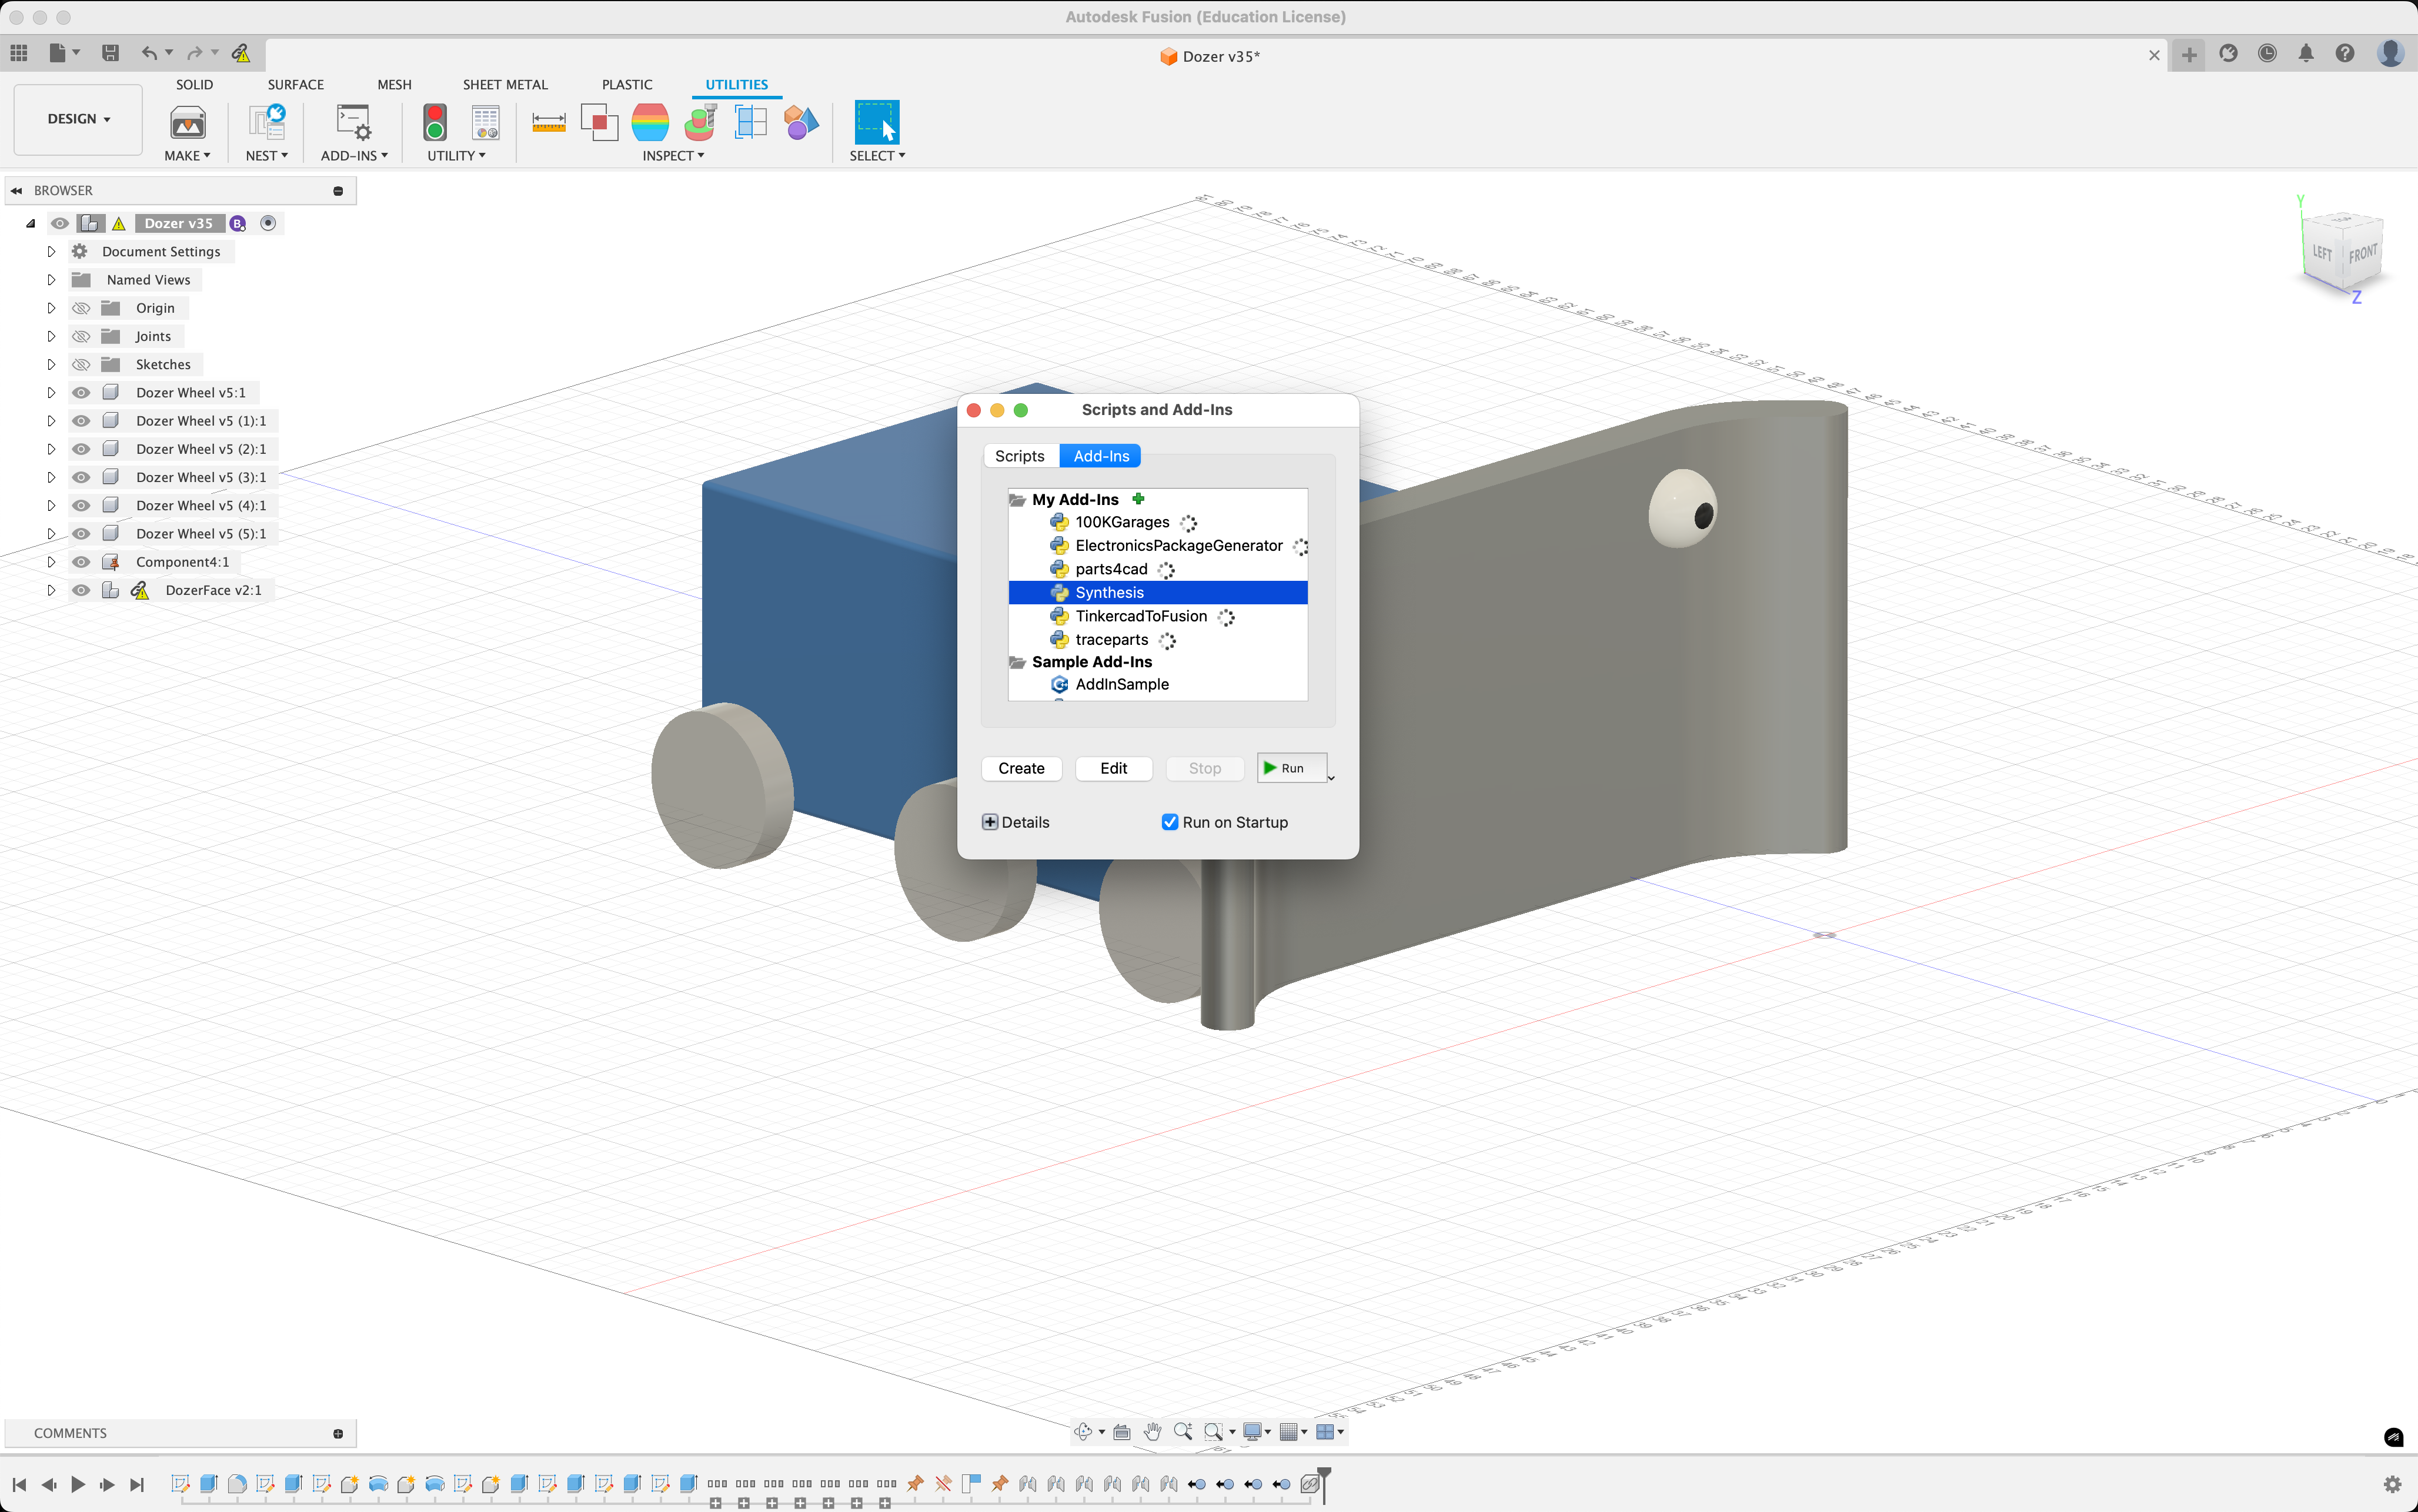 Autodesk Fusion (Education License)
Dozer v35*
SOLID SURFACE MESH SHEET METAL PLASTIC UTILITIES
DESIGN
MAKE NEST ADD-INS UTILITY INSPECT SELECT
BROWSER
Dozer v35
Document Settings
Named Views
Origin
Joints
Sketches
Dozer Wheel v5:1
Dozer Wheel v5 (1):1
Dozer Wheel v5 (2):1
Dozer Wheel v5 (3):1
Dozer Wheel v5 (4):1
Dozer Wheel v5 (5):1
Component4:1
DozerFace v2:1
Y
LEFT FRONT
Z
Scripts and Add-Ins
Scripts Add-Ins
My Add-Ins
100KGarages
ElectronicsPackageGenerator
parts4cad
Synthesis
TinkercadToFusion
traceparts
Sample Add-Ins
AddInSample
Create Edit Stop Run
Details Run on Startup
COMMENTS